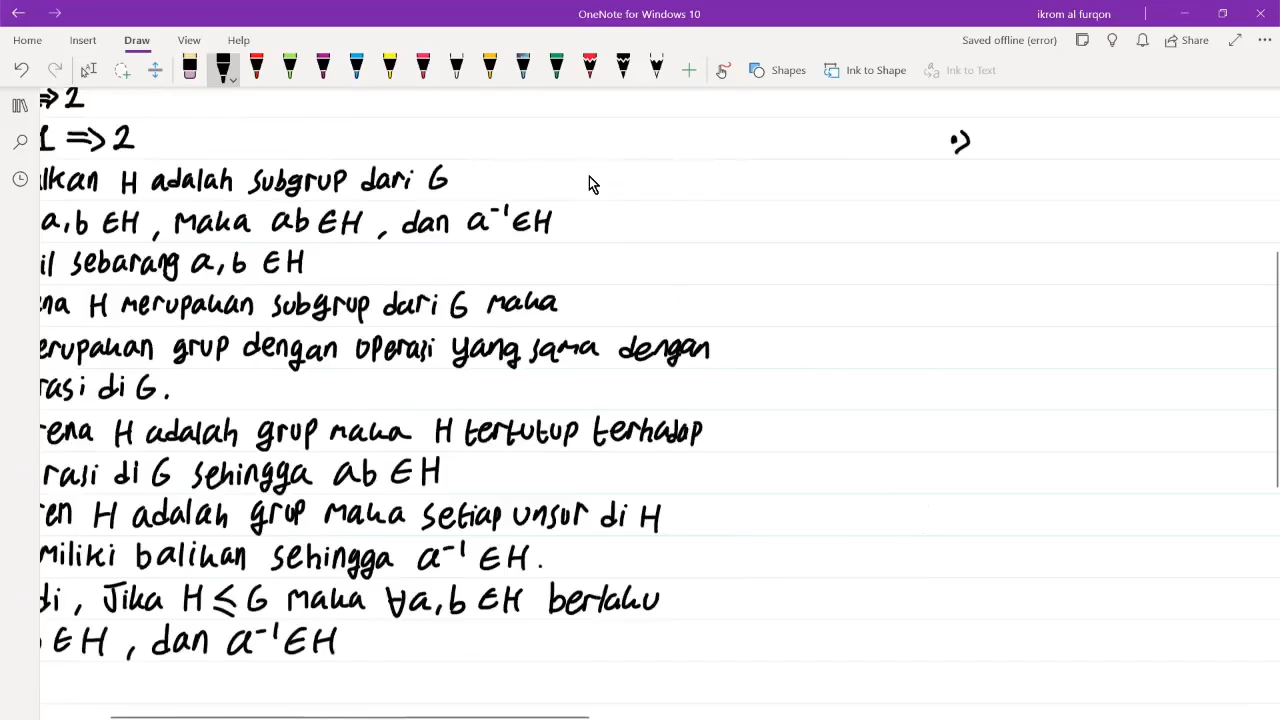 OneNote for Windows 10
ikrom al furqon
Home Insert Draw View Help
Saved offline (error)
Share
Shapes
Ink to Shape
Ink to Text
=> 2
1 => 2
alkan H adalah subgrup dari G
a, b ∈ H, maka ab ∈ H, dan a⁻¹ ∈ H
il sebarang a, b ∈ H
ena H merupakan subgrup dari G maka
erupakan grup dengan operasi yang sama dengan
rasi di G.
rena H adalah grup maka H tertutup terhadap
rasi di G sehingga ab ∈ H
ren H adalah grup maka setiap unsur di H
miliki balikan sehingga a⁻¹ ∈ H.
di, Jika H ≤ G maka ∀a, b ∈ H berlaku
∈ H, dan a⁻¹ ∈ H